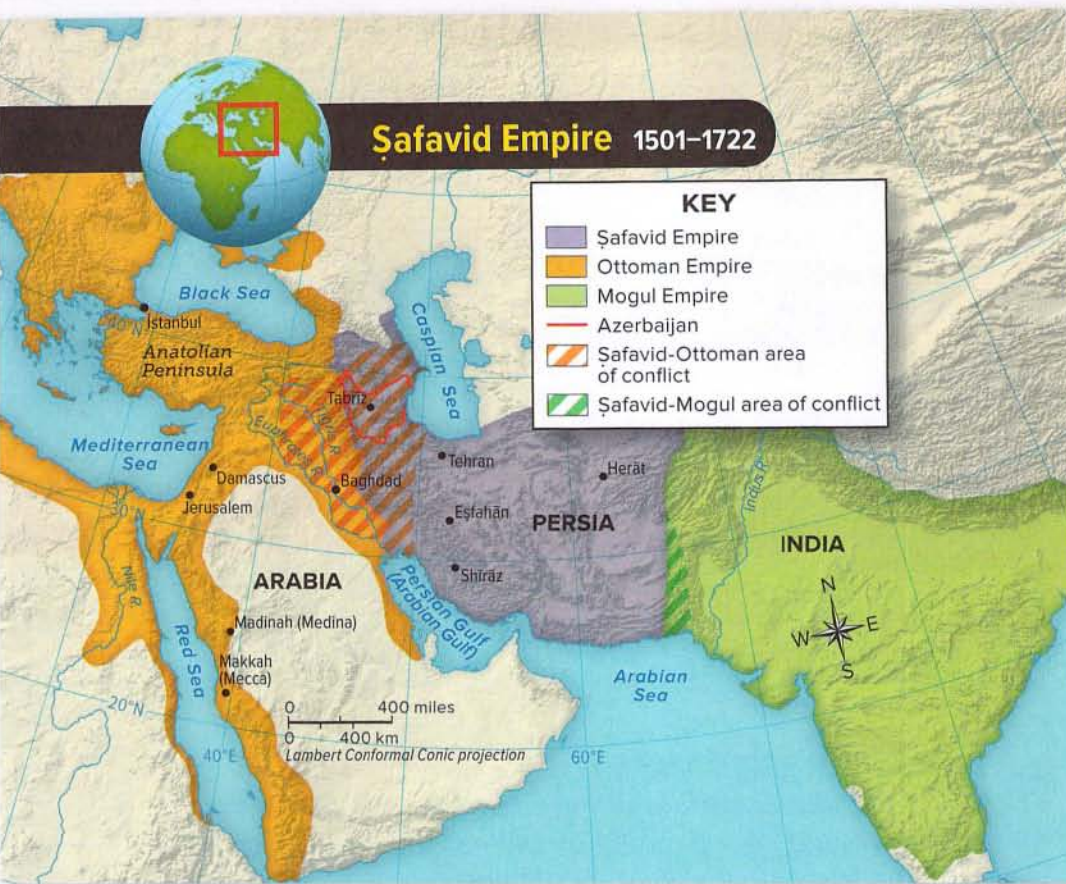 Ṣafavid Empire 1501–1722
KEY
Ṣafavid Empire
Ottoman Empire
Mogul Empire
Azerbaijan
Ṣafavid-Ottoman area
of conflict
Ṣafavid-Mogul area of conflict
Black Sea
Caspian Sea
40°N
İstanbul
Anatolian
Peninsula
Tabrīz
Tigris R.
Euphrates R.
Mediterranean
Sea
Tehran
Herāt
Damascus
Baghdad
Indus R.
Jerusalem
30°N
Eṣfahān
PERSIA
INDIA
Nile R.
ARABIA
Shīrāz
Persian Gulf
(Arabian Gulf)
N
W
E
S
Madinah (Medina)
Red Sea
Makkah
(Mecca)
Arabian
Sea
20°N
0 400 miles
0 400 km
Lambert Conformal Conic projection
40°E
60°E